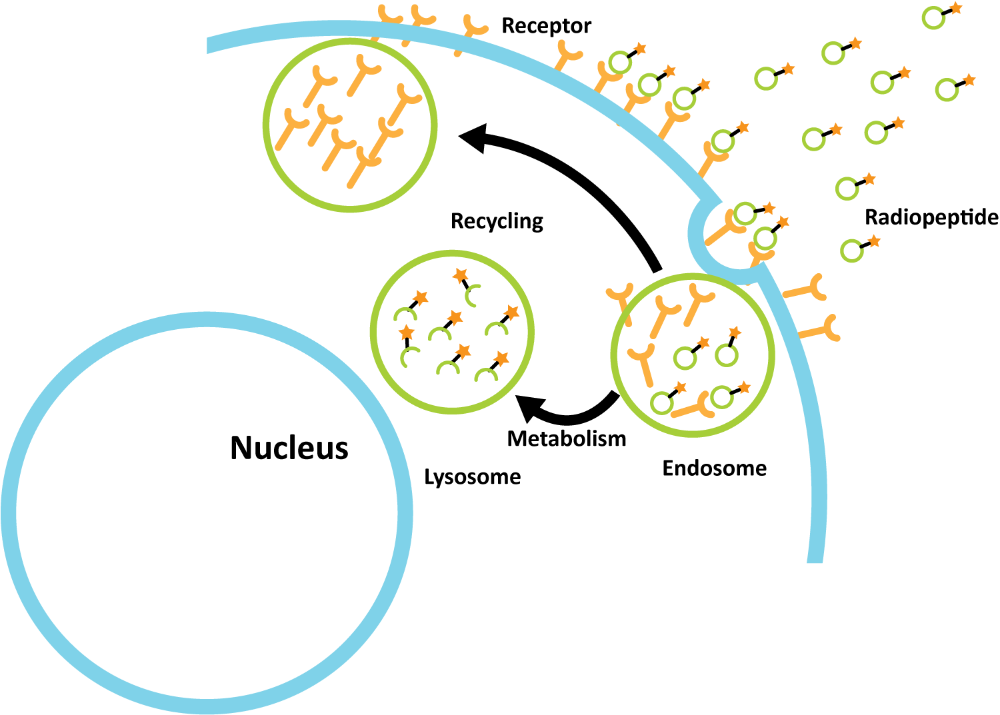 Receptor
Radiopeptide
Recycling
Metabolism
Nucleus
Endosome
Lysosome